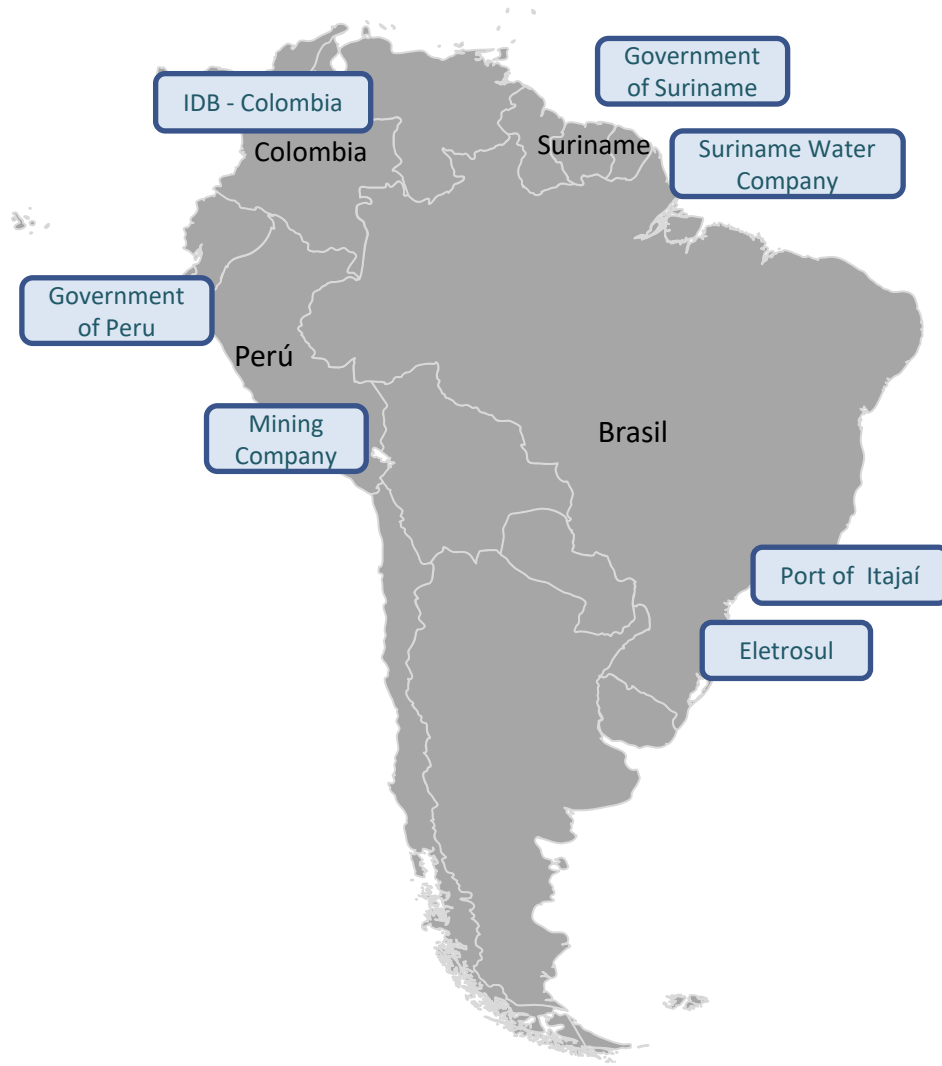 Government
of Suriname
IDB - Colombia
Colombia
Suriname
Suriname Water
Company
Government
of Peru
Perú
Mining
Company
Brasil
Port of Itajaí
Eletrosul